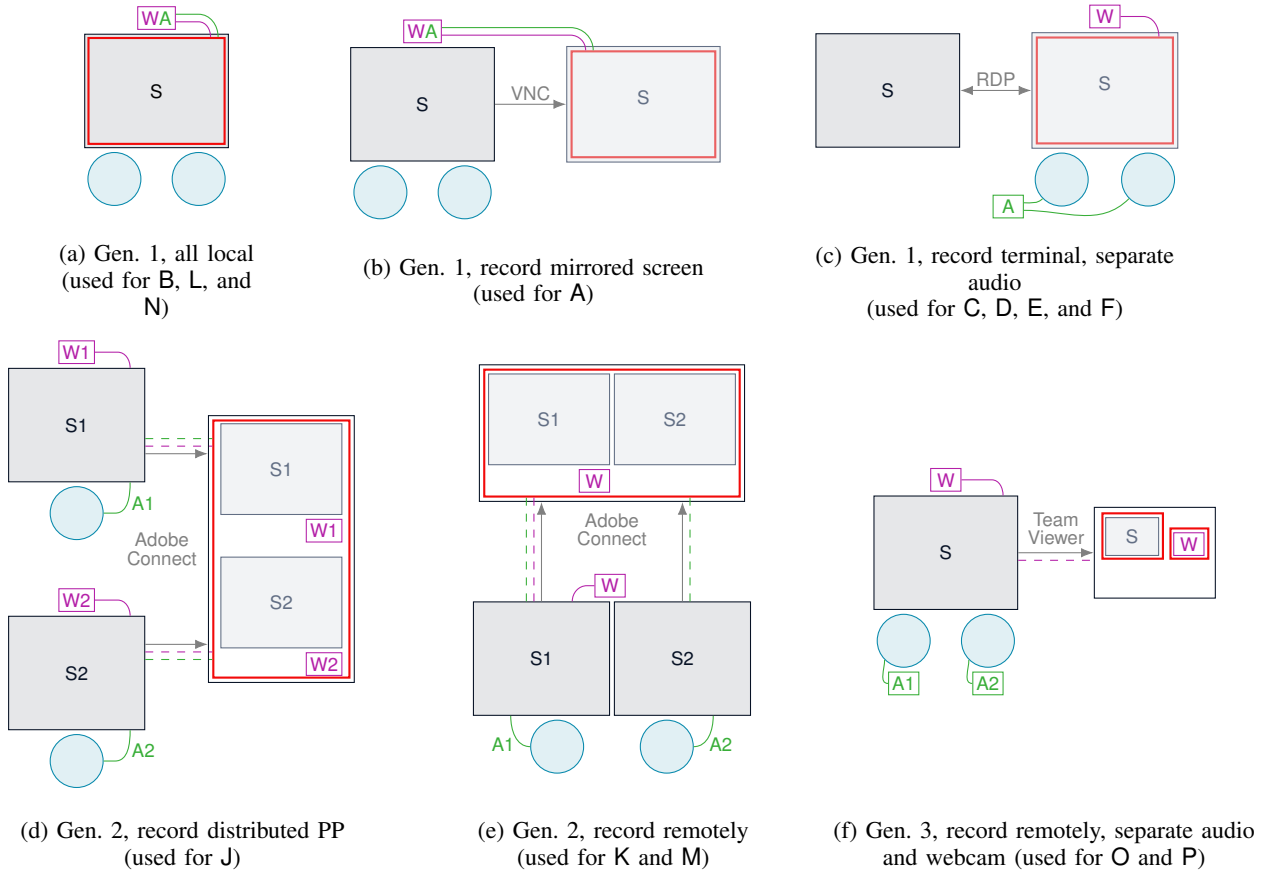 WA
S
(a) Gen. 1, all local
(used for B, L, and
N)
WA
S
VNC
S
(b) Gen. 1, record mirrored screen
(used for A)
W
S
RDP
S
A
(c) Gen. 1, record terminal, separate
audio
(used for C, D, E, and F)
W1
S1
A1
Adobe
Connect
W2
S2
A2
S1
W1
S2
W2
(d) Gen. 2, record distributed PP
(used for J)
S1
S2
W
Adobe
Connect
W
S1
S2
A1
A2
(e) Gen. 2, record remotely
(used for K and M)
W
S
Team
Viewer
S
W
A1
A2
(f) Gen. 3, record remotely, separate audio
and webcam (used for O and P)